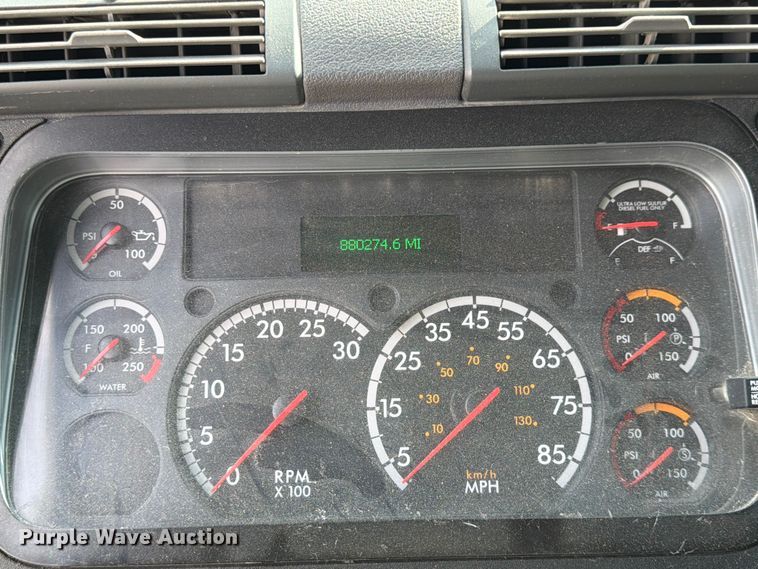 50
PSI
0 100
OIL
880274.6 MI
ULTRA LOW SULFUR
DIESEL FUEL ONLY
F
DEF
E F
150 200
F
100 250
WATER
0 5 10 15 20 25 30
RPM
X 100
5 15 25 35 45 55 65 75 85
10 30 50 70 90 110 130
km/h
MPH
50 100
PSI P
0 150
AIR
50 100
PSI S
0 150
AIR
Purple Wave Auction